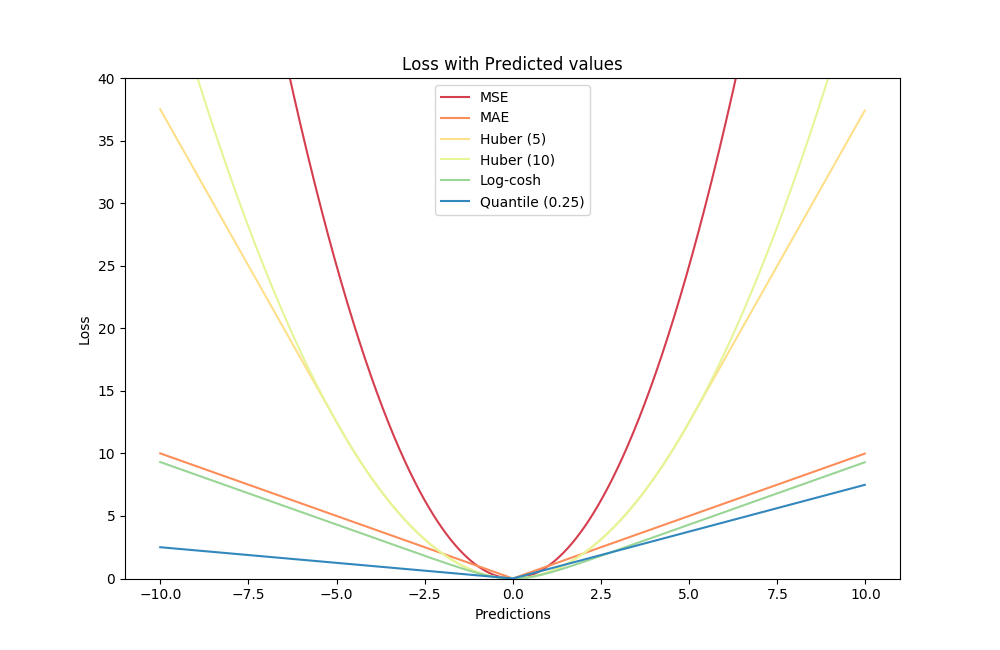 Loss with Predicted values
MSE
MAE
Huber (5)
Huber (10)
Log-cosh
Quantile (0.25)
Loss
40
35
30
25
20
15
10
5
0
−10.0 −7.5 −5.0 −2.5 0.0 2.5 5.0 7.5 10.0
Predictions